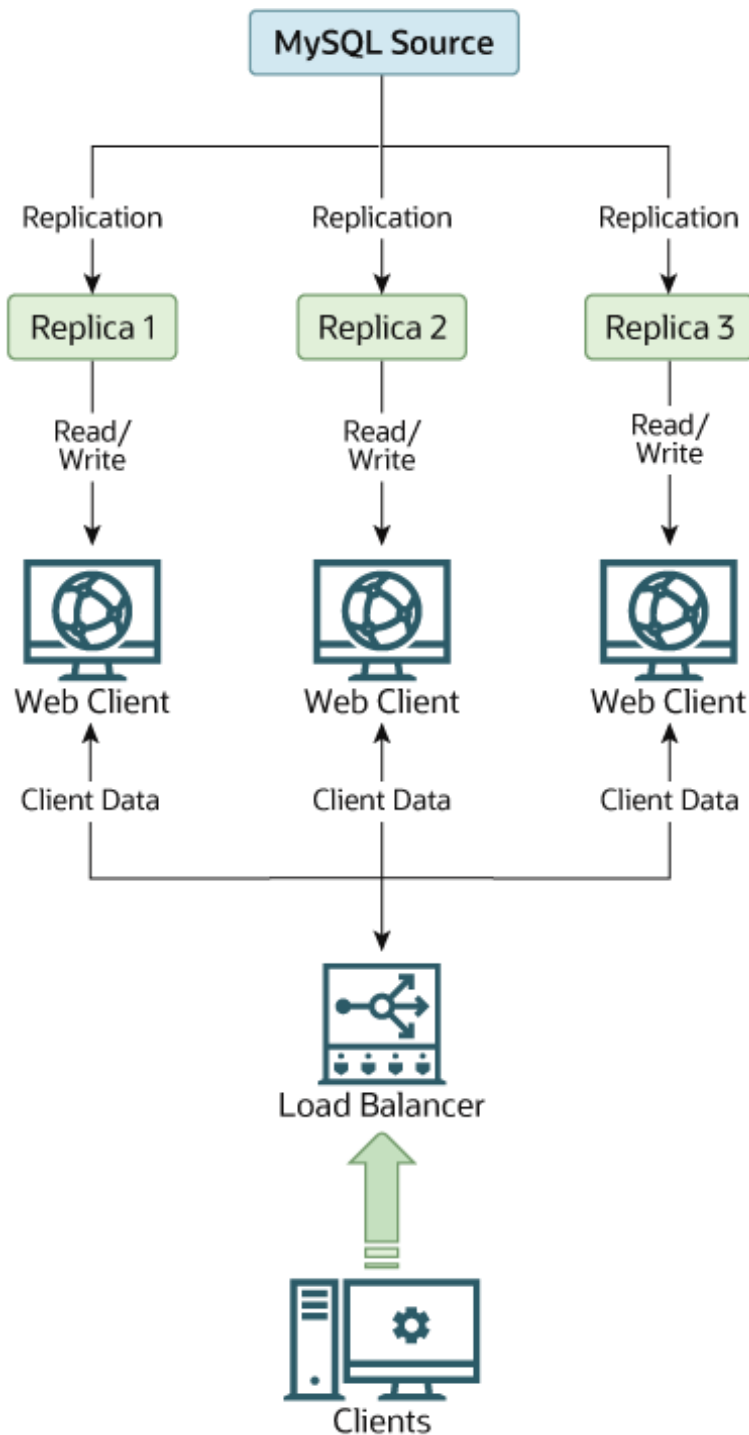 MySQL Source
Replication
Replication
Replication
Replica 1
Replica 2
Replica 3
Read/
Write
Read/
Write
Read/
Write
Web Client
Web Client
Web Client
Client Data
Client Data
Client Data
Load Balancer
Clients